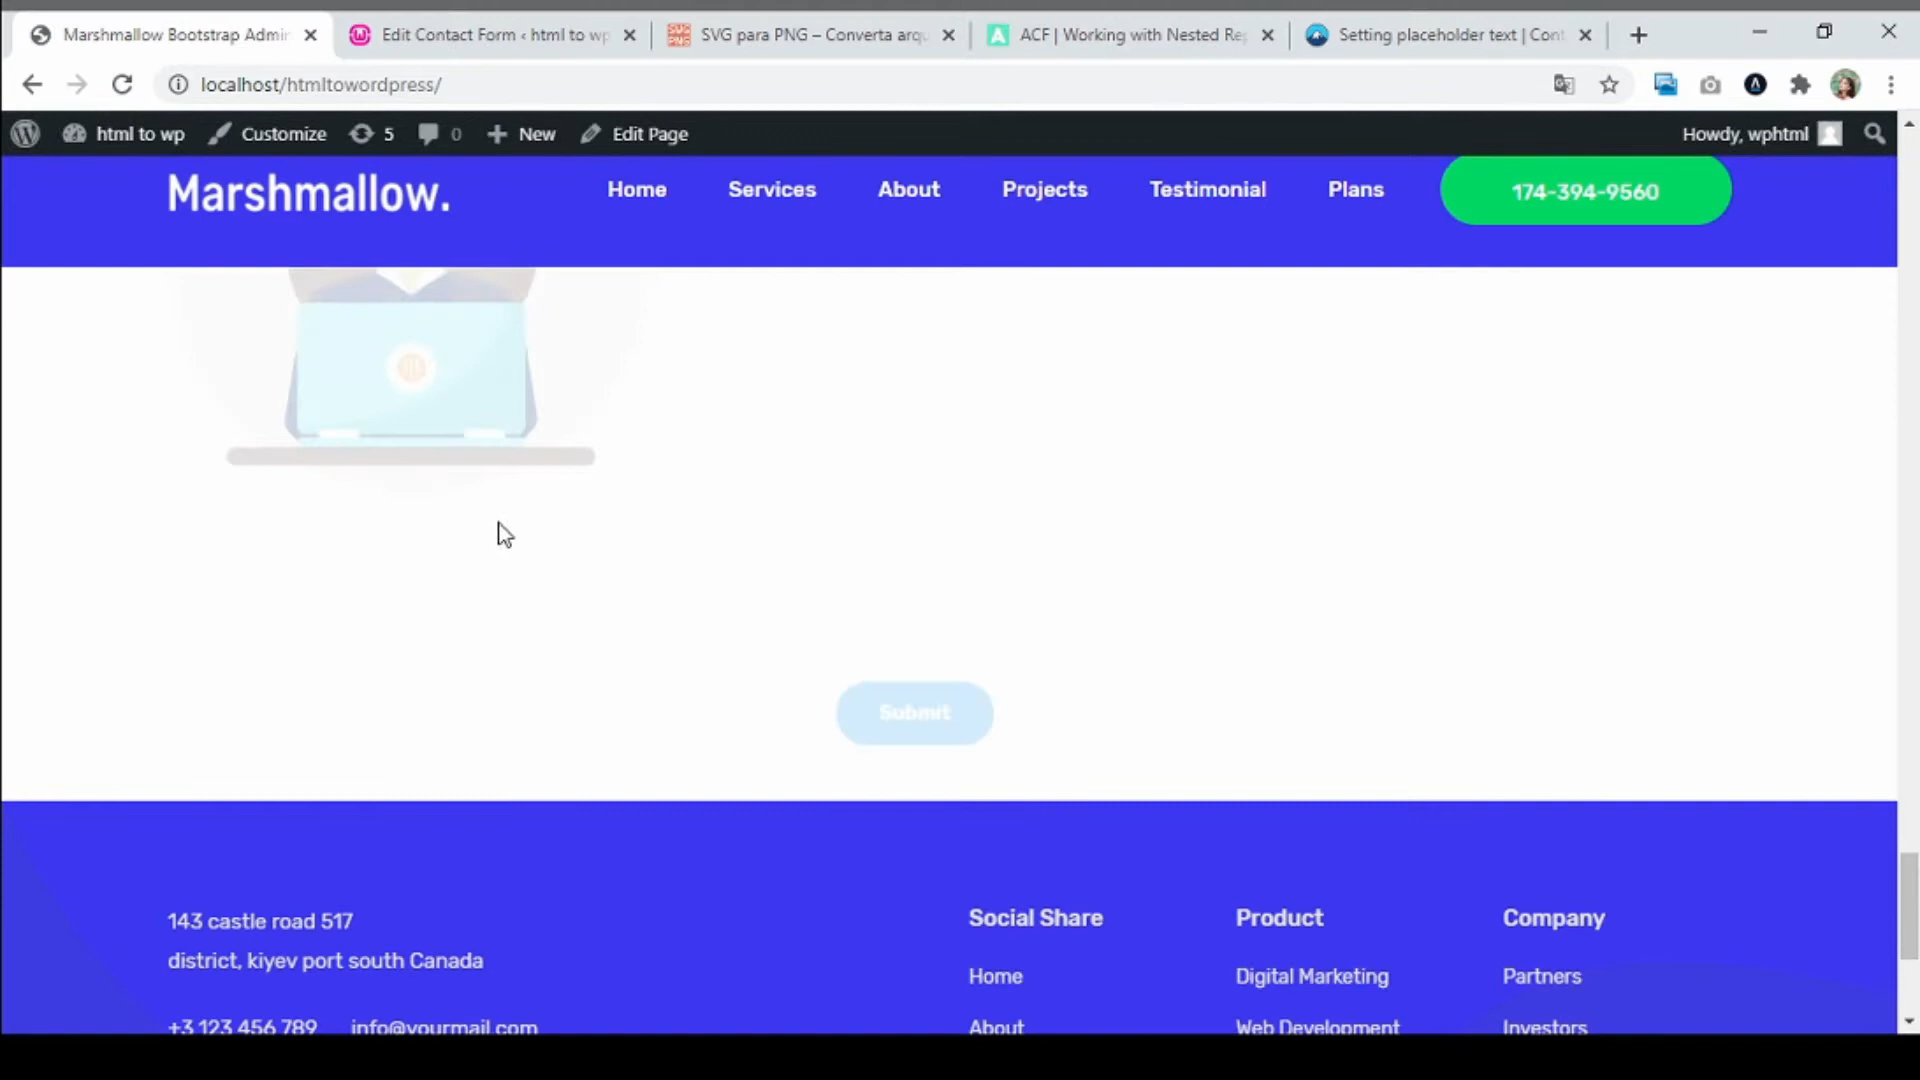 Marshmallow Bootstrap Admin
Edit Contact Form ‹ html to wp
SVG para PNG – Converta arqu
ACF | Working with Nested Re
Setting placeholder text | Cont
localhost/htmltowordpress/
html to wp
Customize
5
0
New
Edit Page
Howdy, wphtml
Marshmallow.
Home
Services
About
Projects
Testimonial
Plans
174-394-9560
Submit
143 castle road 517
district, kiyev port south Canada
+3 123 456 789
info@yourmail.com
Social Share
Home
About
Product
Digital Marketing
Web Development
Company
Partners
Investors